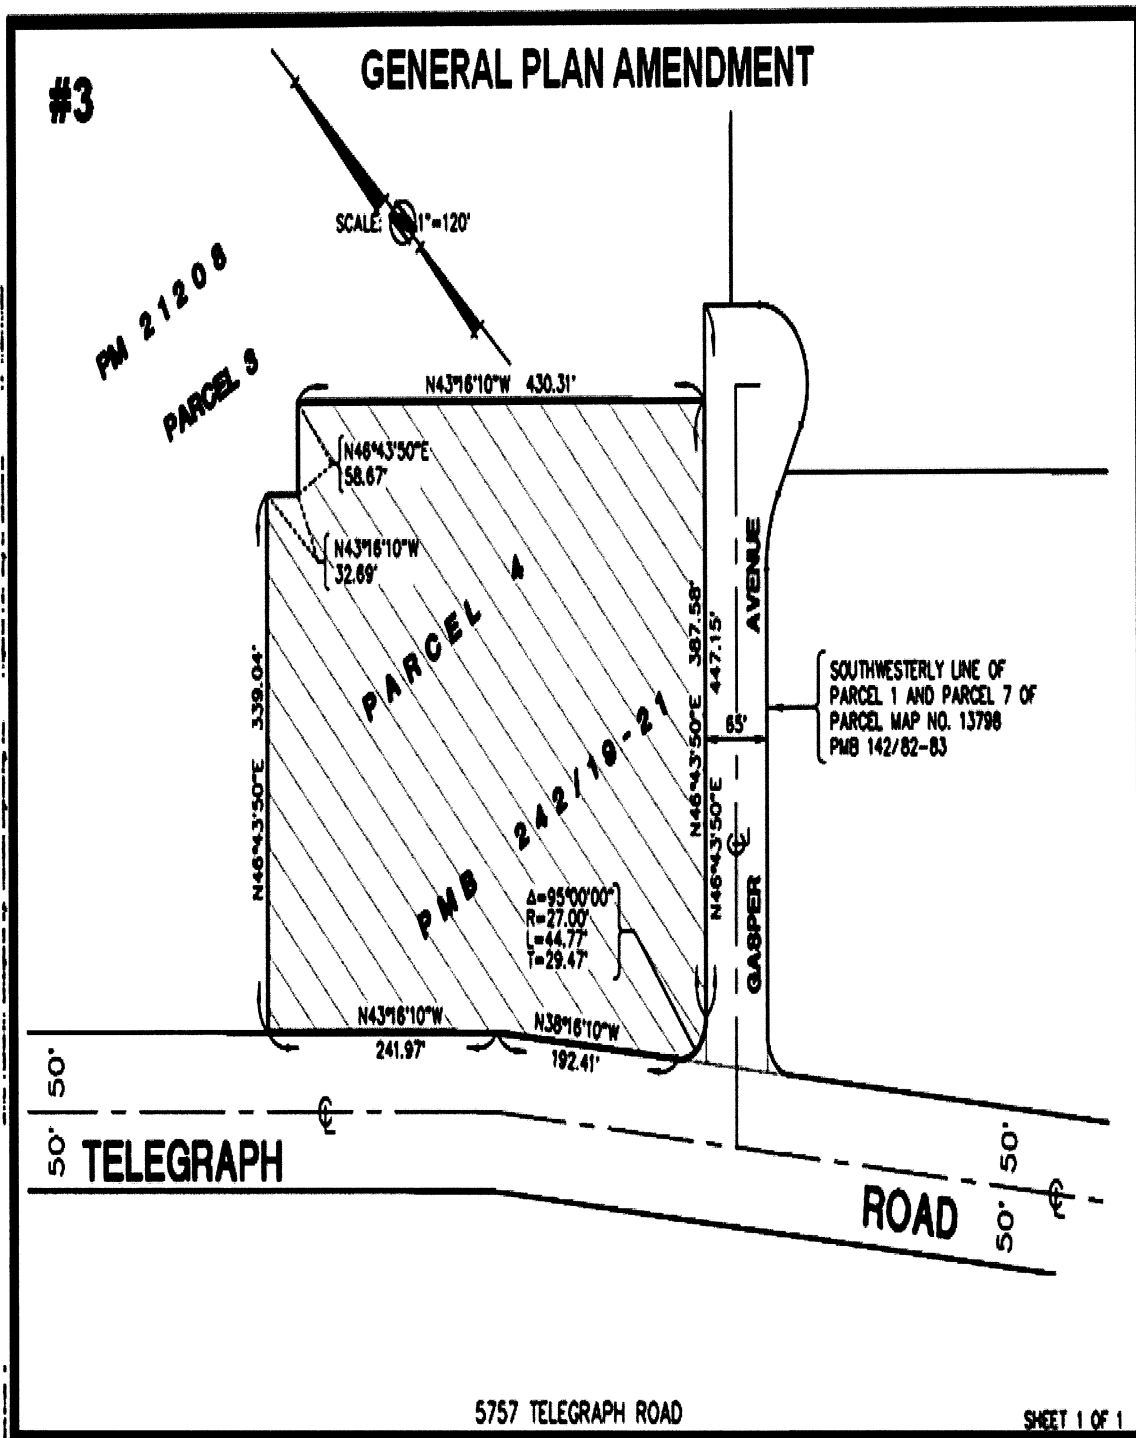 GENERAL PLAN AMENDMENT
#3
SCALE: 1"=120'
PM 21208
PARCEL 3
N43°16'10"W 430.31'
N46°43'50"E
58.67'
N43°16'10"W
32.69'
PARCEL 4
PMB 242/19-21
N46°43'50"E 339.04'
N46°43'50"E 387.58'
N46°43'50"E 447.15'
65'
GASPER AVENUE
SOUTHWESTERLY LINE OF
PARCEL 1 AND PARCEL 7 OF
PARCEL MAP NO. 13798
PMB 142/82-83
Δ=95°00'00"
R=27.00'
L=44.77'
T=29.47'
N43°16'10"W
241.97'
N38°16'10"W
192.41'
50'
50'
TELEGRAPH ROAD
50'
50'
5757 TELEGRAPH ROAD
SHEET 1 OF 1